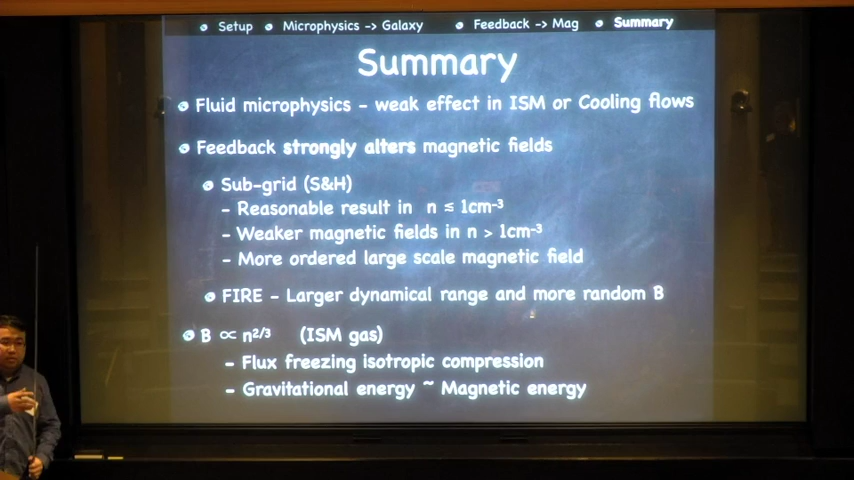 Setup Microphysics -> Galaxy Feedback -> Mag Summary
Summary
Fluid microphysics - weak effect in ISM or Cooling flows
Feedback strongly alters magnetic fields
Sub-grid (S&H)
- Reasonable result in n ≤ 1cm⁻³
- Weaker magnetic fields in n > 1cm⁻³
- More ordered large scale magnetic field
FIRE - Larger dynamical range and more random B
B ∝ n²/³ (ISM gas)
- Flux freezing isotropic compression
- Gravitational energy ~ Magnetic energy